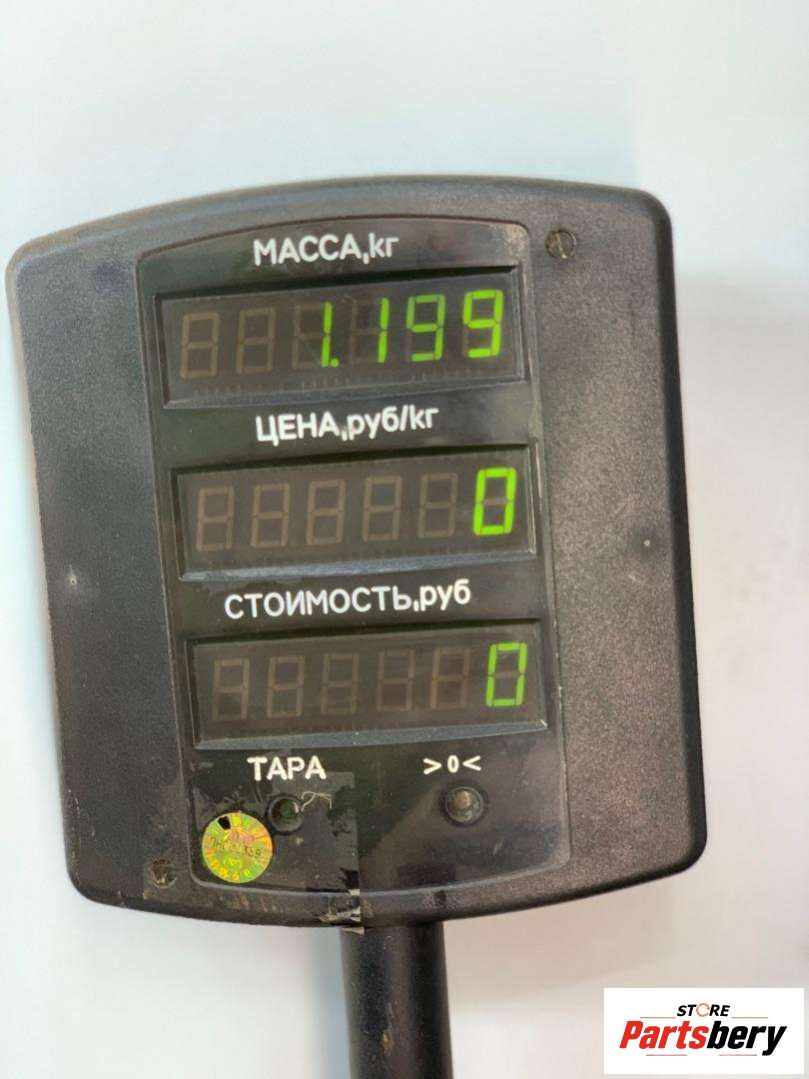 МАССА,кг
1.199
ЦЕНА,руб/кг
0
СТОИМОСТЬ,руб
0
ТАРА >0<
STORE
Partsbery